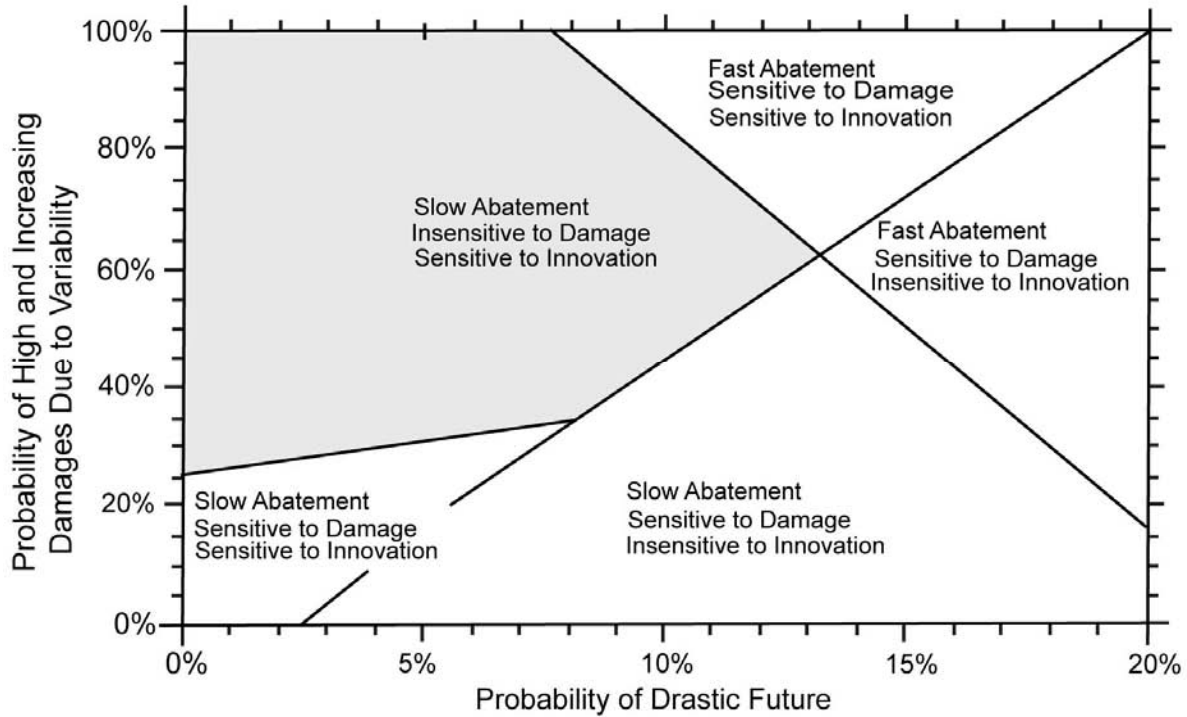 100%
80%
60%
40%
20%
0%
Probability of High and Increasing
Damages Due to Variability
Fast Abatement
Sensitive to Damage
Sensitive to Innovation
Slow Abatement
Insensitive to Damage
Sensitive to Innovation
Fast Abatement
Sensitive to Damage
Insensitive to Innovation
Slow Abatement
Sensitive to Damage
Sensitive to Innovation
Slow Abatement
Sensitive to Damage
Insensitive to Innovation
0%
5%
10%
15%
20%
Probability of Drastic Future